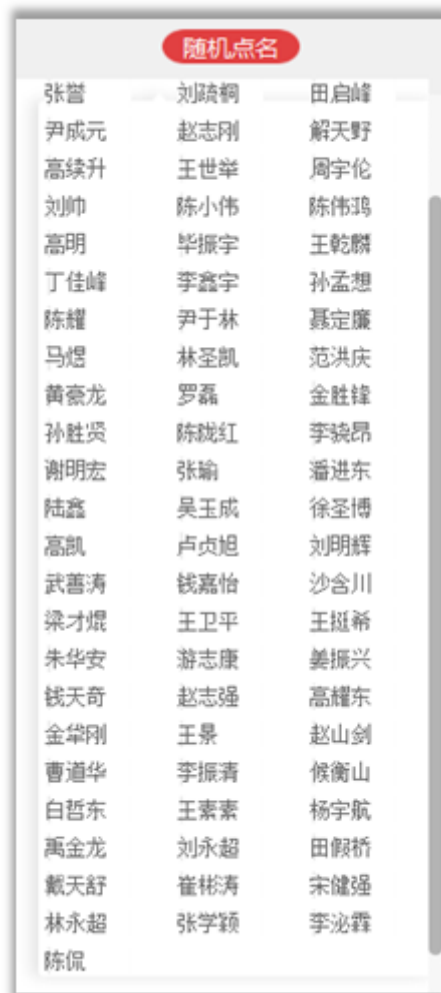 随机点名
张誉 刘疏桐 田启峰
尹成元 赵志刚 解天野
高续升 王世举 周宇伦
刘帅 陈小伟 陈伟鸿
高明 毕振宇 王乾麟
丁佳峰 李鑫宇 孙孟想
陈耀 尹于林 聂定廉
马煜 林圣凯 范洪庆
黄豪龙 罗磊 金胜锋
孙胜贤 陈陇红 李骁昂
谢明宏 张瑜 潘进东
陆鑫 吴玉成 徐圣博
高凯 卢贞旭 刘明辉
武善涛 钱嘉怡 沙含川
梁才焜 王卫平 王挺希
朱华安 游志康 姜振兴
钱天奇 赵志强 高耀东
金华刚 王景 赵山剑
曹道华 李振清 候衡山
白哲东 王素素 杨宇航
禹金龙 刘永超
戴天舒 崔彬涛 宋健强
林永超 张学颖 李泌霖
陈侃